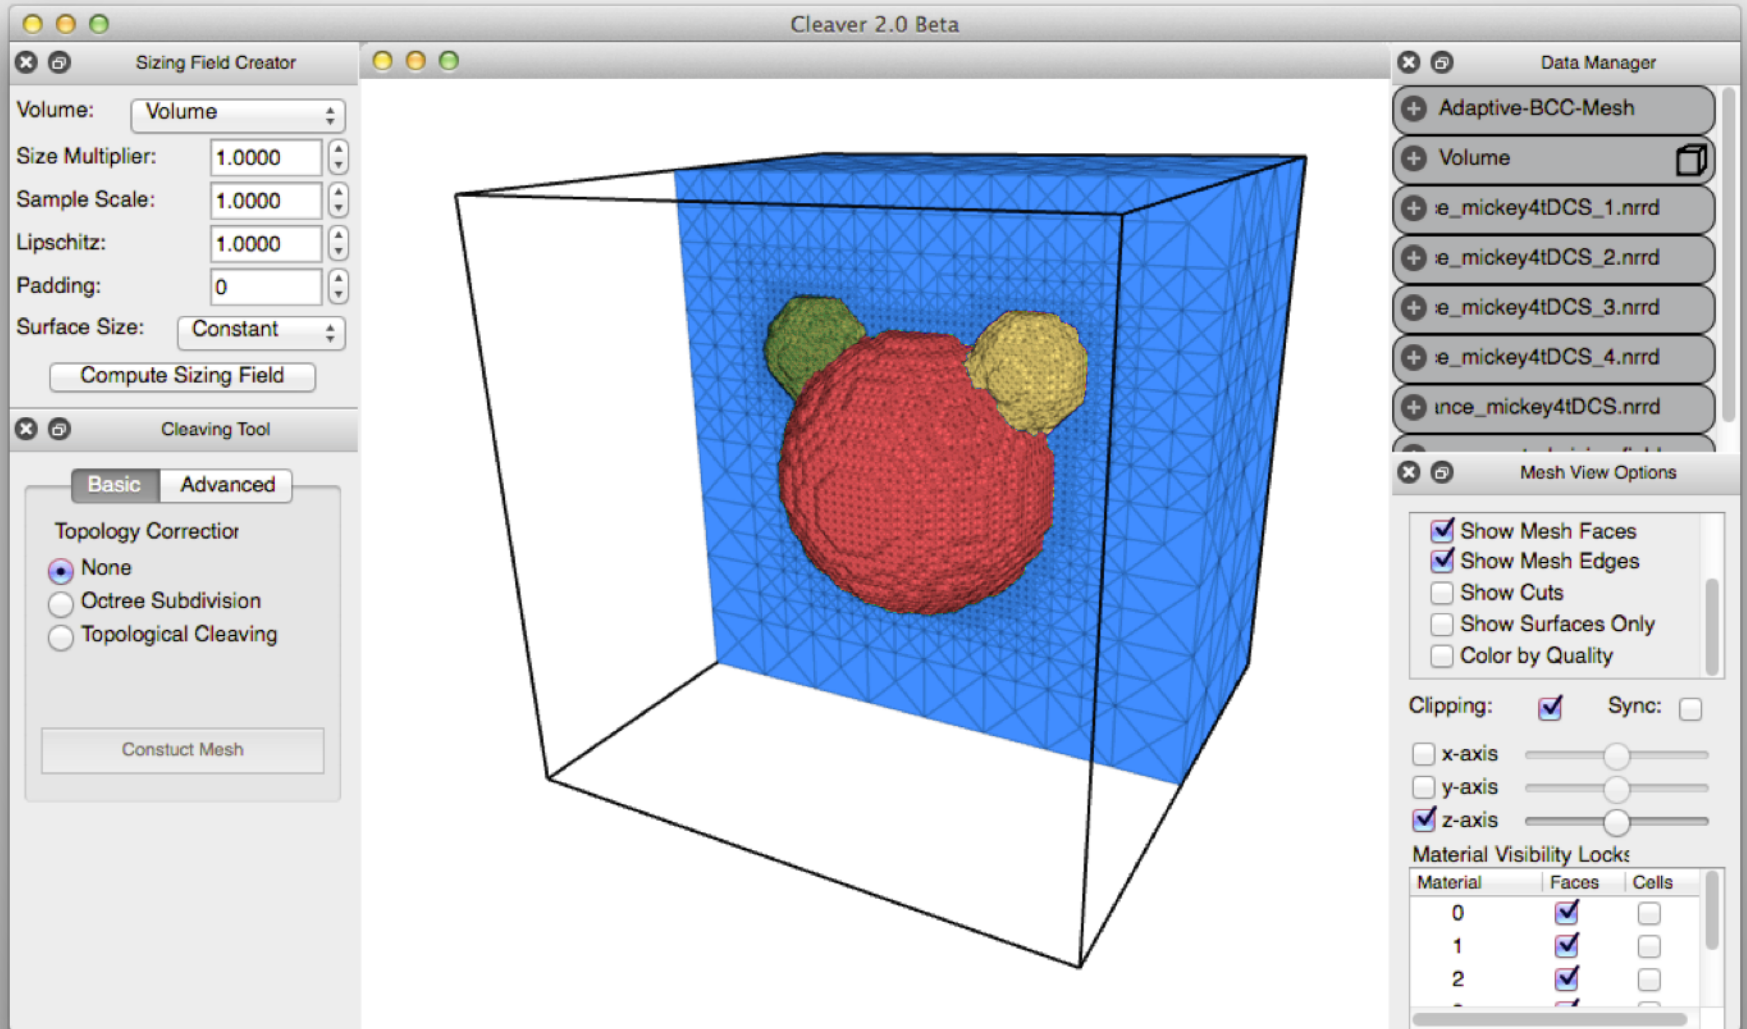 Cleaver 2.0 Beta
Sizing Field Creator
Volume: Volume
Size Multiplier: 1.0000
Sample Scale: 1.0000
Lipschitz: 1.0000
Padding: 0
Surface Size: Constant
Compute Sizing Field
Cleaving Tool
Basic Advanced
Topology Correction
None
Octree Subdivision
Topological Cleaving
Constuct Mesh
Data Manager
Adaptive-BCC-Mesh
Volume
e_mickey4tDCS_1.nrrd
e_mickey4tDCS_2.nrrd
e_mickey4tDCS_3.nrrd
e_mickey4tDCS_4.nrrd
ance_mickey4tDCS.nrrd
Mesh View Options
Show Mesh Faces
Show Mesh Edges
Show Cuts
Show Surfaces Only
Color by Quality
Clipping: Sync:
x-axis
y-axis
z-axis
Material Visibility Locks
Material Faces Cells
0
1
2